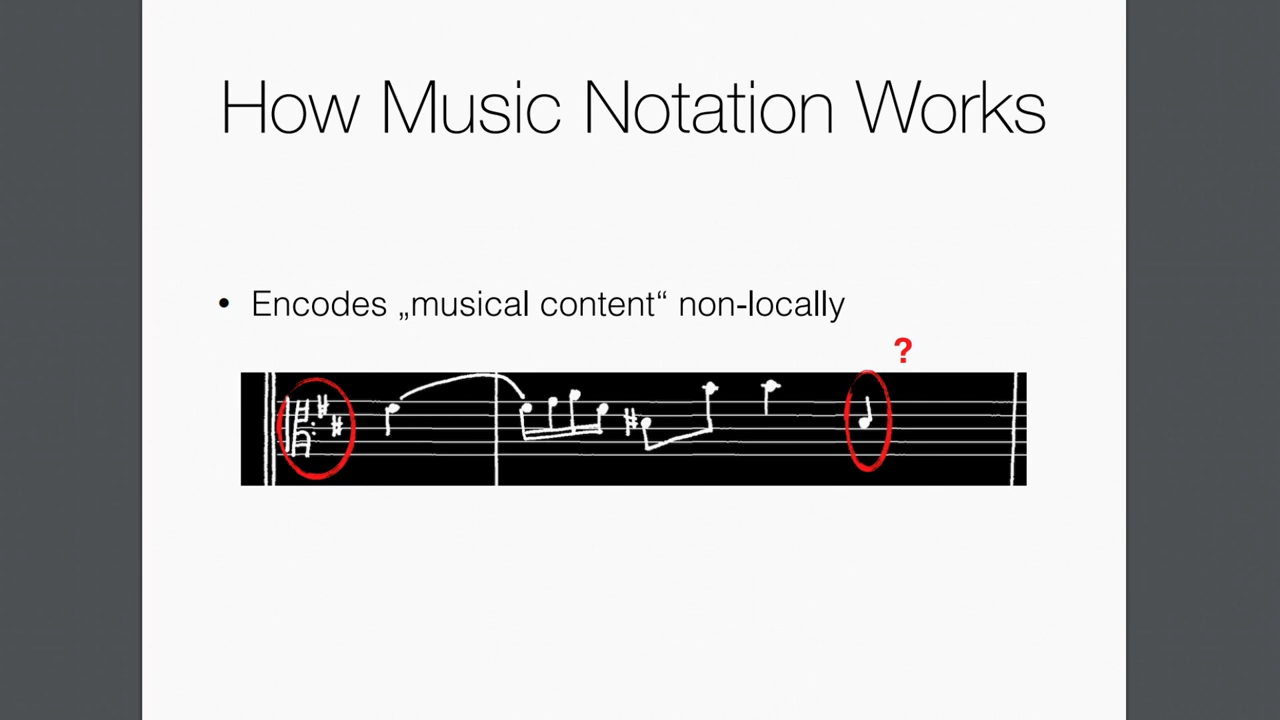 How Music Notation Works
• Encodes „musical content“ non-locally
?